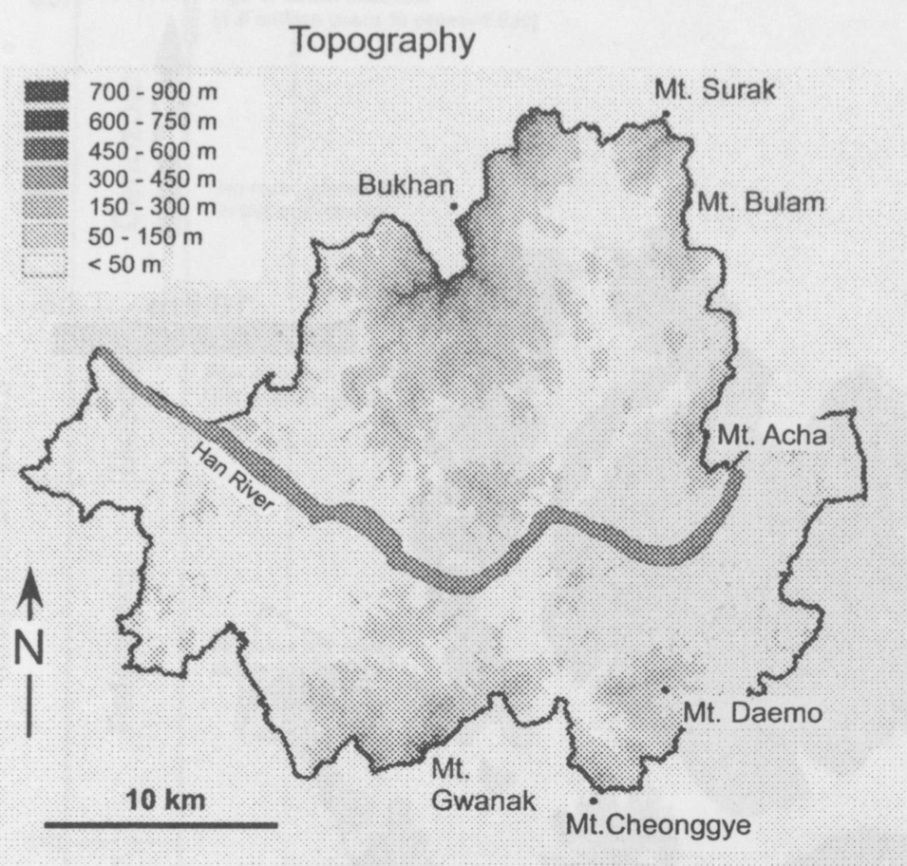 Topography
700 - 900 m
600 - 750 m
450 - 600 m
300 - 450 m
150 - 300 m
50 - 150 m
< 50 m
Mt. Surak
Bukhan
Mt. Bulam
Mt. Acha
Han River
N
Mt. Daemo
Mt.
Gwanak
10 km
Mt.Cheonggye